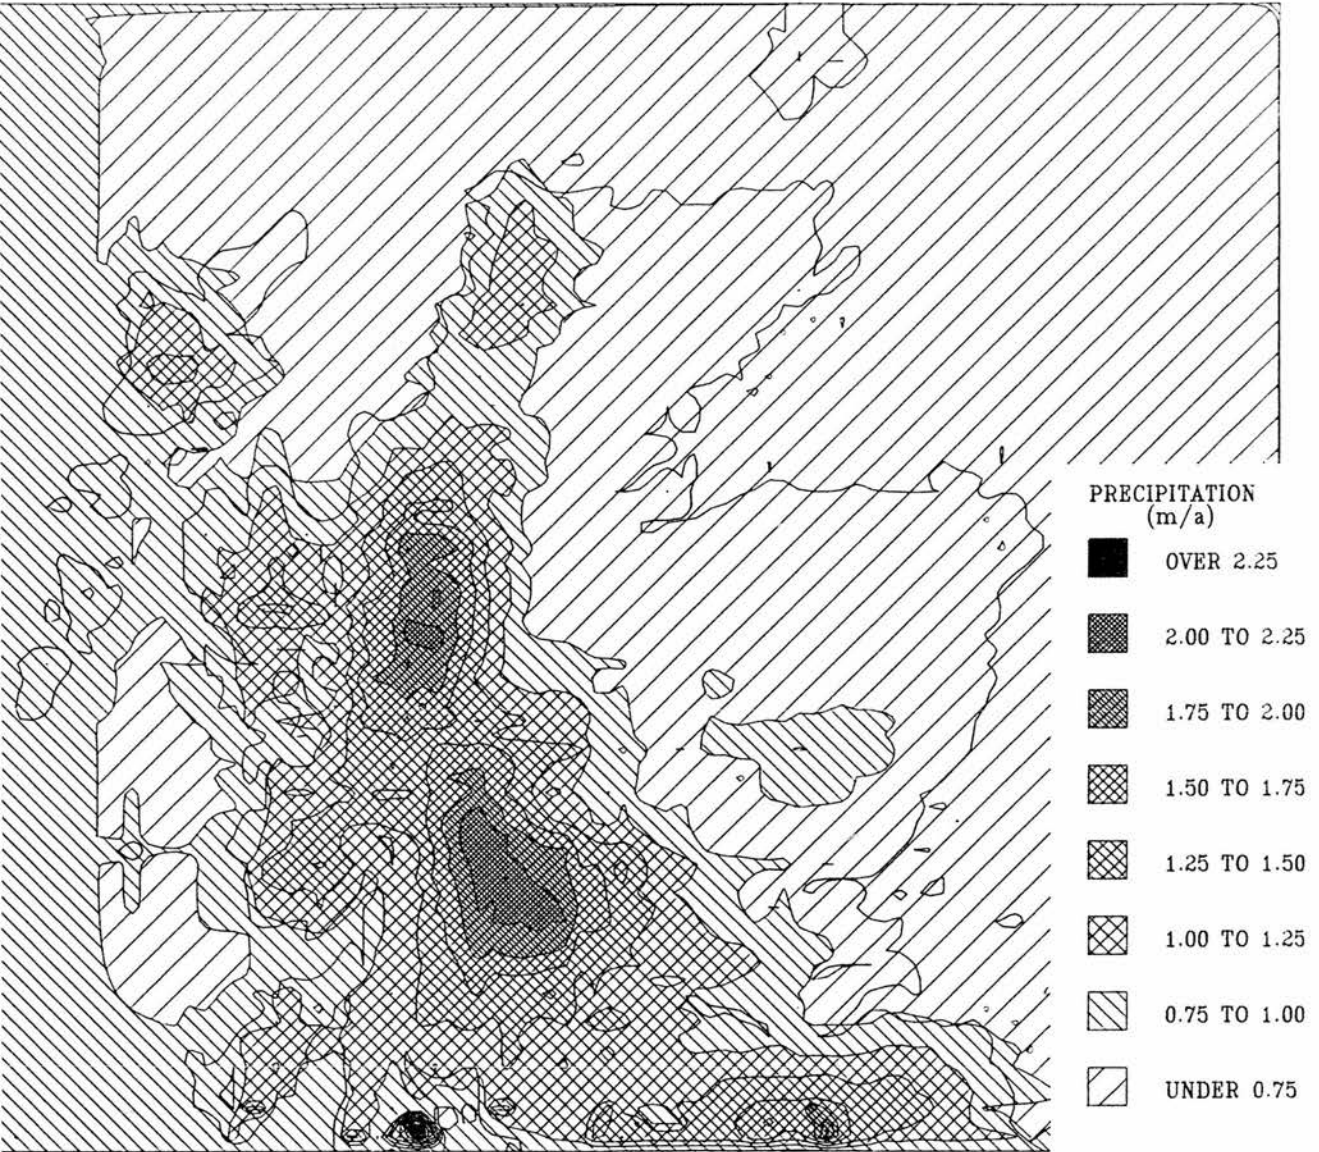 PRECIPITATION
(m/a)
OVER 2.25
2.00 TO 2.25
1.75 TO 2.00
1.50 TO 1.75
1.25 TO 1.50
1.00 TO 1.25
0.75 TO 1.00
UNDER 0.75